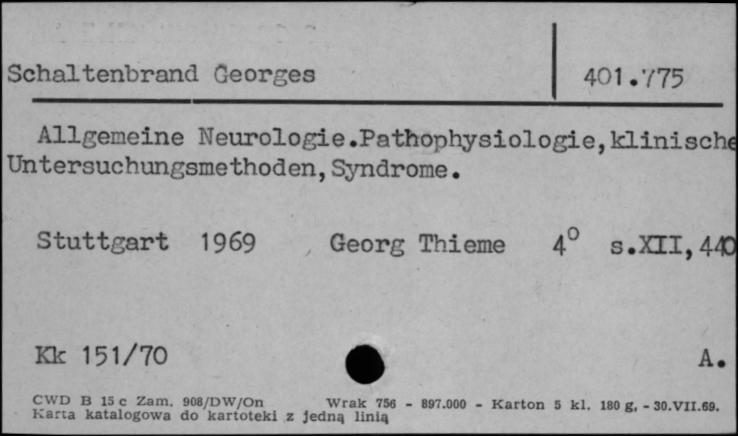 Schaltenbrand Georges 401.775
Allgemeine Neurologie.Pathophysiologie,klinische
Untersuchungsmethoden,Syndrome.
Stuttgart 1969 , Georg Thieme 4° s.XII,440
Kk 151/70 A.
CWD B 15 c Zam. 908/DW/On Wrak 756 - 897.000 - Karton 5 kl. 180 g. - 30.VII.69.
Karta katalogowa do kartoteki z jedną linią